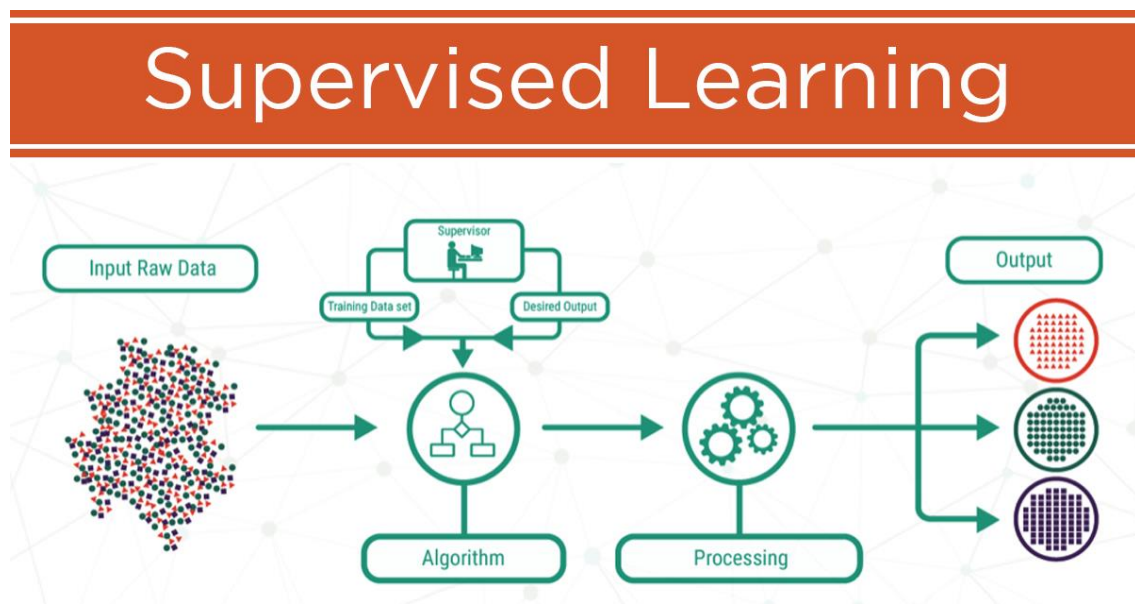 Supervised Learning
Input Raw Data
Supervisor
Training Data set
Desired Output
Output
Algorithm
Processing